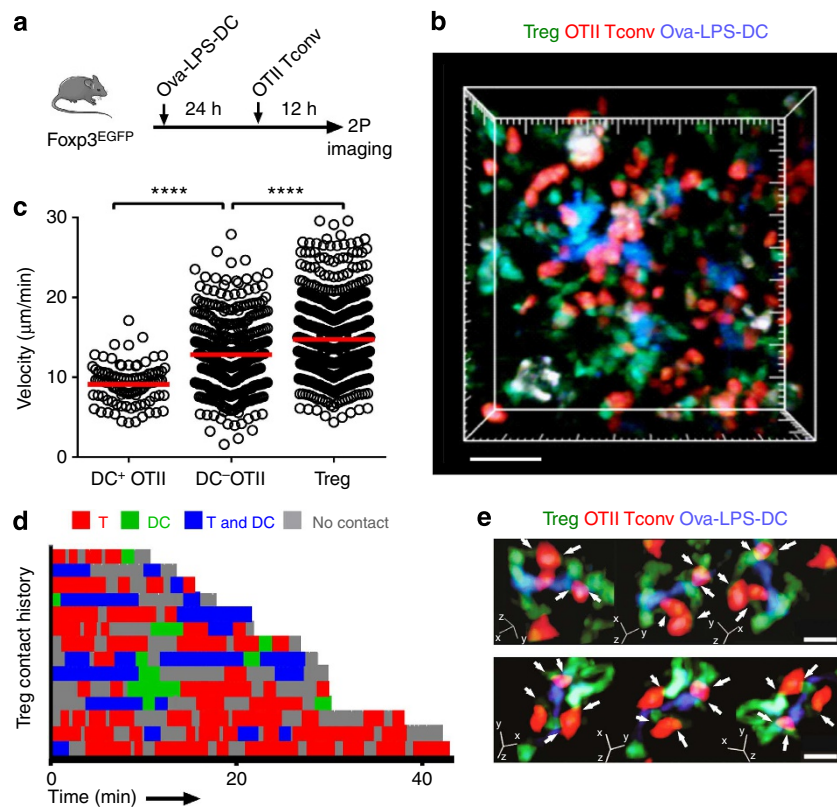 a
Ova-LPS-DC
OTII Tconv
24 h
12 h
Foxp3EGFP
2P
imaging
b
Treg OTII Tconv Ova-LPS-DC
c
****
****
Velocity (μm/min)
30
20
10
0
DC+ OTII
DC–OTII
Treg
d
T
DC
T and DC
No contact
Treg contact history
0
20
40
Time (min)
e
Treg OTII Tconv Ova-LPS-DC
z x y
x y z
y z x
y x z
y x z
y x z